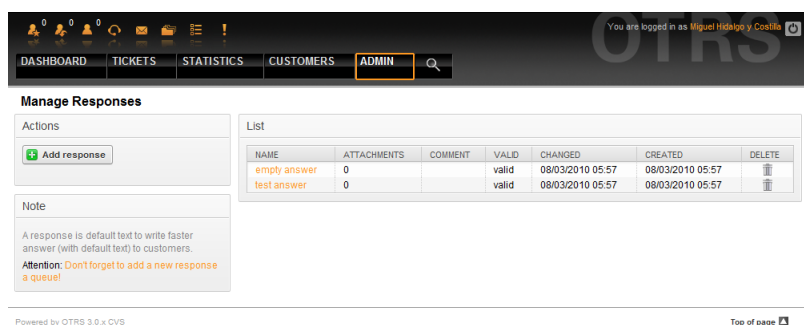 0 0 0
You are logged in as Miguel Hidalgo y Costilla
OTRS
DASHBOARD TICKETS STATISTICS CUSTOMERS ADMIN
Manage Responses
Actions
Add response
Note
A response is default text to write faster
answer (with default text) to customers.
Attention: Don't forget to add a new response
a queue!
List
NAME ATTACHMENTS COMMENT VALID CHANGED CREATED DELETE
empty answer 0 valid 08/03/2010 05:57 08/03/2010 05:57
test answer 0 valid 08/03/2010 05:57 08/03/2010 05:57
Powered by OTRS 3.0.x CVS
Top of page